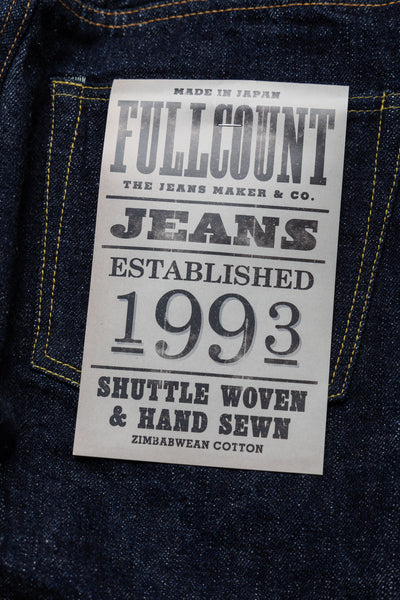 MADE IN JAPAN
FULLCOUNT
THE JEANS MAKER & CO.
JEANS
ESTABLISHED
1993
SHUTTLE WOVEN
& HAND SEWN
ZIMBABWEAN COTTON